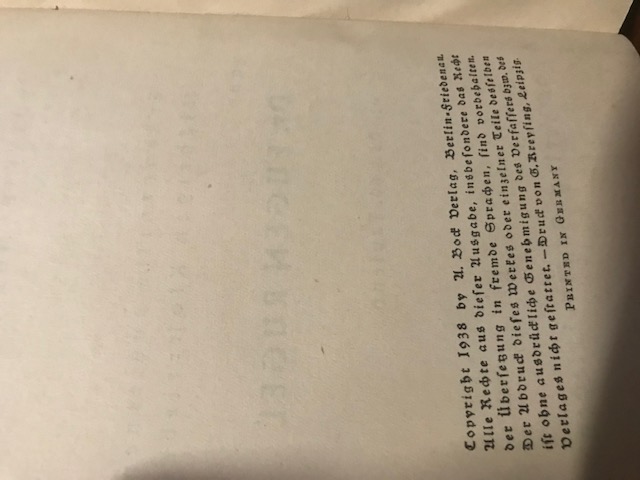 Copyright 1938 by A. Bock Verlag, Berlin-Friedenau.
Alle Rechte aus dieser Ausgabe, insbesondere das Recht
der Übersetzung in fremde Sprachen, sind vorbehalten.
Der Abdruck dieses Werkes oder einzelner Teile desselben
ist ohne ausdrückliche Genehmigung des Verfassers bzw. des
Verlages nicht gestattet. — Druck von G. Kreysing, Leipzig.
PRINTED IN GERMANY